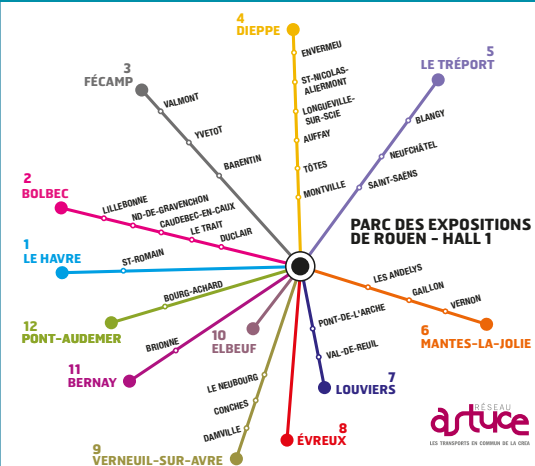 4
DIEPPE
ENVERMEU
ST-NICOLAS-
ALIERMONT
LONGUEVILLE-
SUR-SCIE
AUFFAY
TÔTES
MONTVILLE
5
LE TRÉPORT
BLANGY
NEUFCHÂTEL
SAINT-SAËNS
3
FÉCAMP
VALMONT
YVETOT
BARENTIN
2
BOLBEC
LILLEBONNE
ND-DE-GRAVENCHON
CAUDEBEC-EN-CAUX
LE TRAIT
DUCLAIR
PARC DES EXPOSITIONS
DE ROUEN - HALL 1
1
LE HAVRE
ST-ROMAIN
LES ANDELYS
GAILLON
VERNON
6
MANTES-LA-JOLIE
BOURG-ACHARD
12
PONT-AUDEMER
10
ELBEUF
PONT-DE-L'ARCHE
VAL-DE-REUIL
7
LOUVIERS
BRIONNE
11
BERNAY
LE NEUBOURG
CONCHES
DAMVILLE
9
VERNEUIL-SUR-AVRE
8
ÉVREUX
RÉSEAU
astuce
LES TRANSPORTS EN COMMUN DE LA CREA